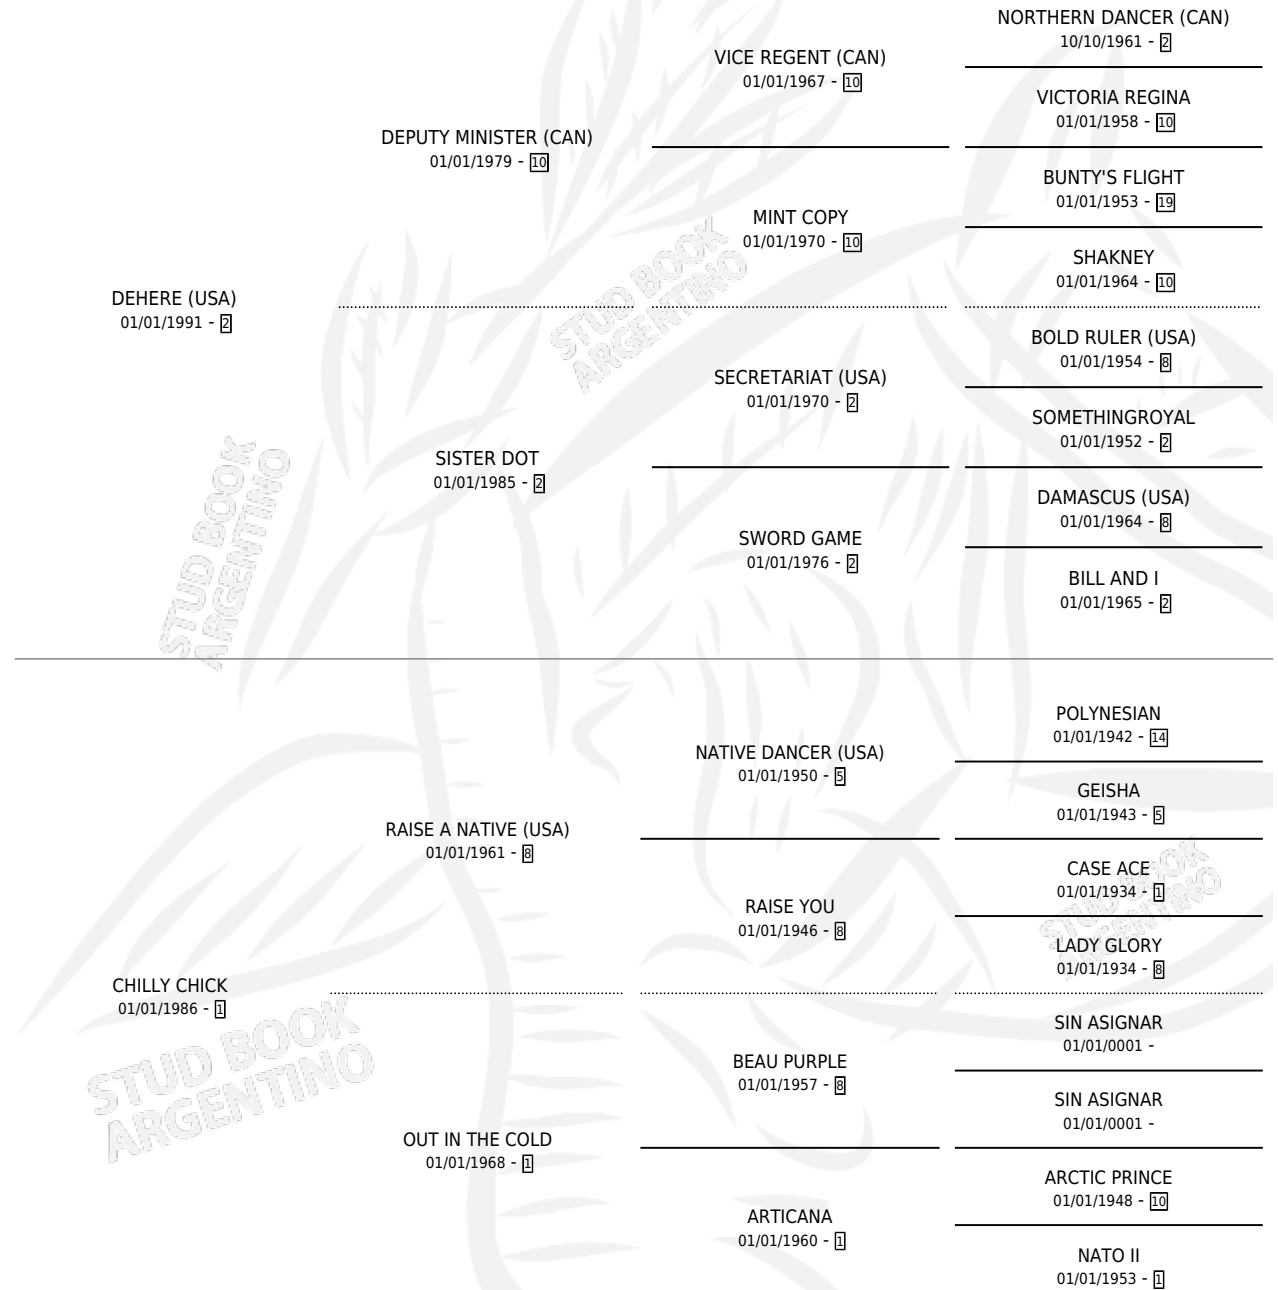 NORTHERN DANCER (CAN)
10/10/1961 - 2
VICE REGENT (CAN)
01/01/1967 - 10
VICTORIA REGINA
01/01/1958 - 10
DEPUTY MINISTER (CAN)
01/01/1979 - 10
BUNTY'S FLIGHT
01/01/1953 - 19
MINT COPY
01/01/1970 - 10
SHAKNEY
01/01/1964 - 10
DEHERE (USA)
01/01/1991 - 2
BOLD RULER (USA)
01/01/1954 - 8
SECRETARIAT (USA)
01/01/1970 - 2
SOMETHINGROYAL
01/01/1952 - 2
SISTER DOT
01/01/1985 - 2
DAMASCUS (USA)
01/01/1964 - 8
SWORD GAME
01/01/1976 - 2
BILL AND I
01/01/1965 - 2
POLYNESIAN
01/01/1942 - 14
NATIVE DANCER (USA)
01/01/1950 - 5
GEISHA
01/01/1943 - 5
RAISE A NATIVE (USA)
01/01/1961 - 8
CASE ACE
01/01/1934 - 1
RAISE YOU
01/01/1946 - 8
LADY GLORY
01/01/1934 - 8
CHILLY CHICK
01/01/1986 - 1
SIN ASIGNAR
01/01/0001 -
BEAU PURPLE
01/01/1957 - 8
SIN ASIGNAR
01/01/0001 -
OUT IN THE COLD
01/01/1968 - 1
ARCTIC PRINCE
01/01/1948 - 10
ARTICANA
01/01/1960 - 1
NATO II
01/01/1953 - 1
STUD BOOK
ARGENTINO
STUD BOOK
ARGENTINO
STUD BOOK
ARGENTINO
STUD BOOK
ARGENTINO